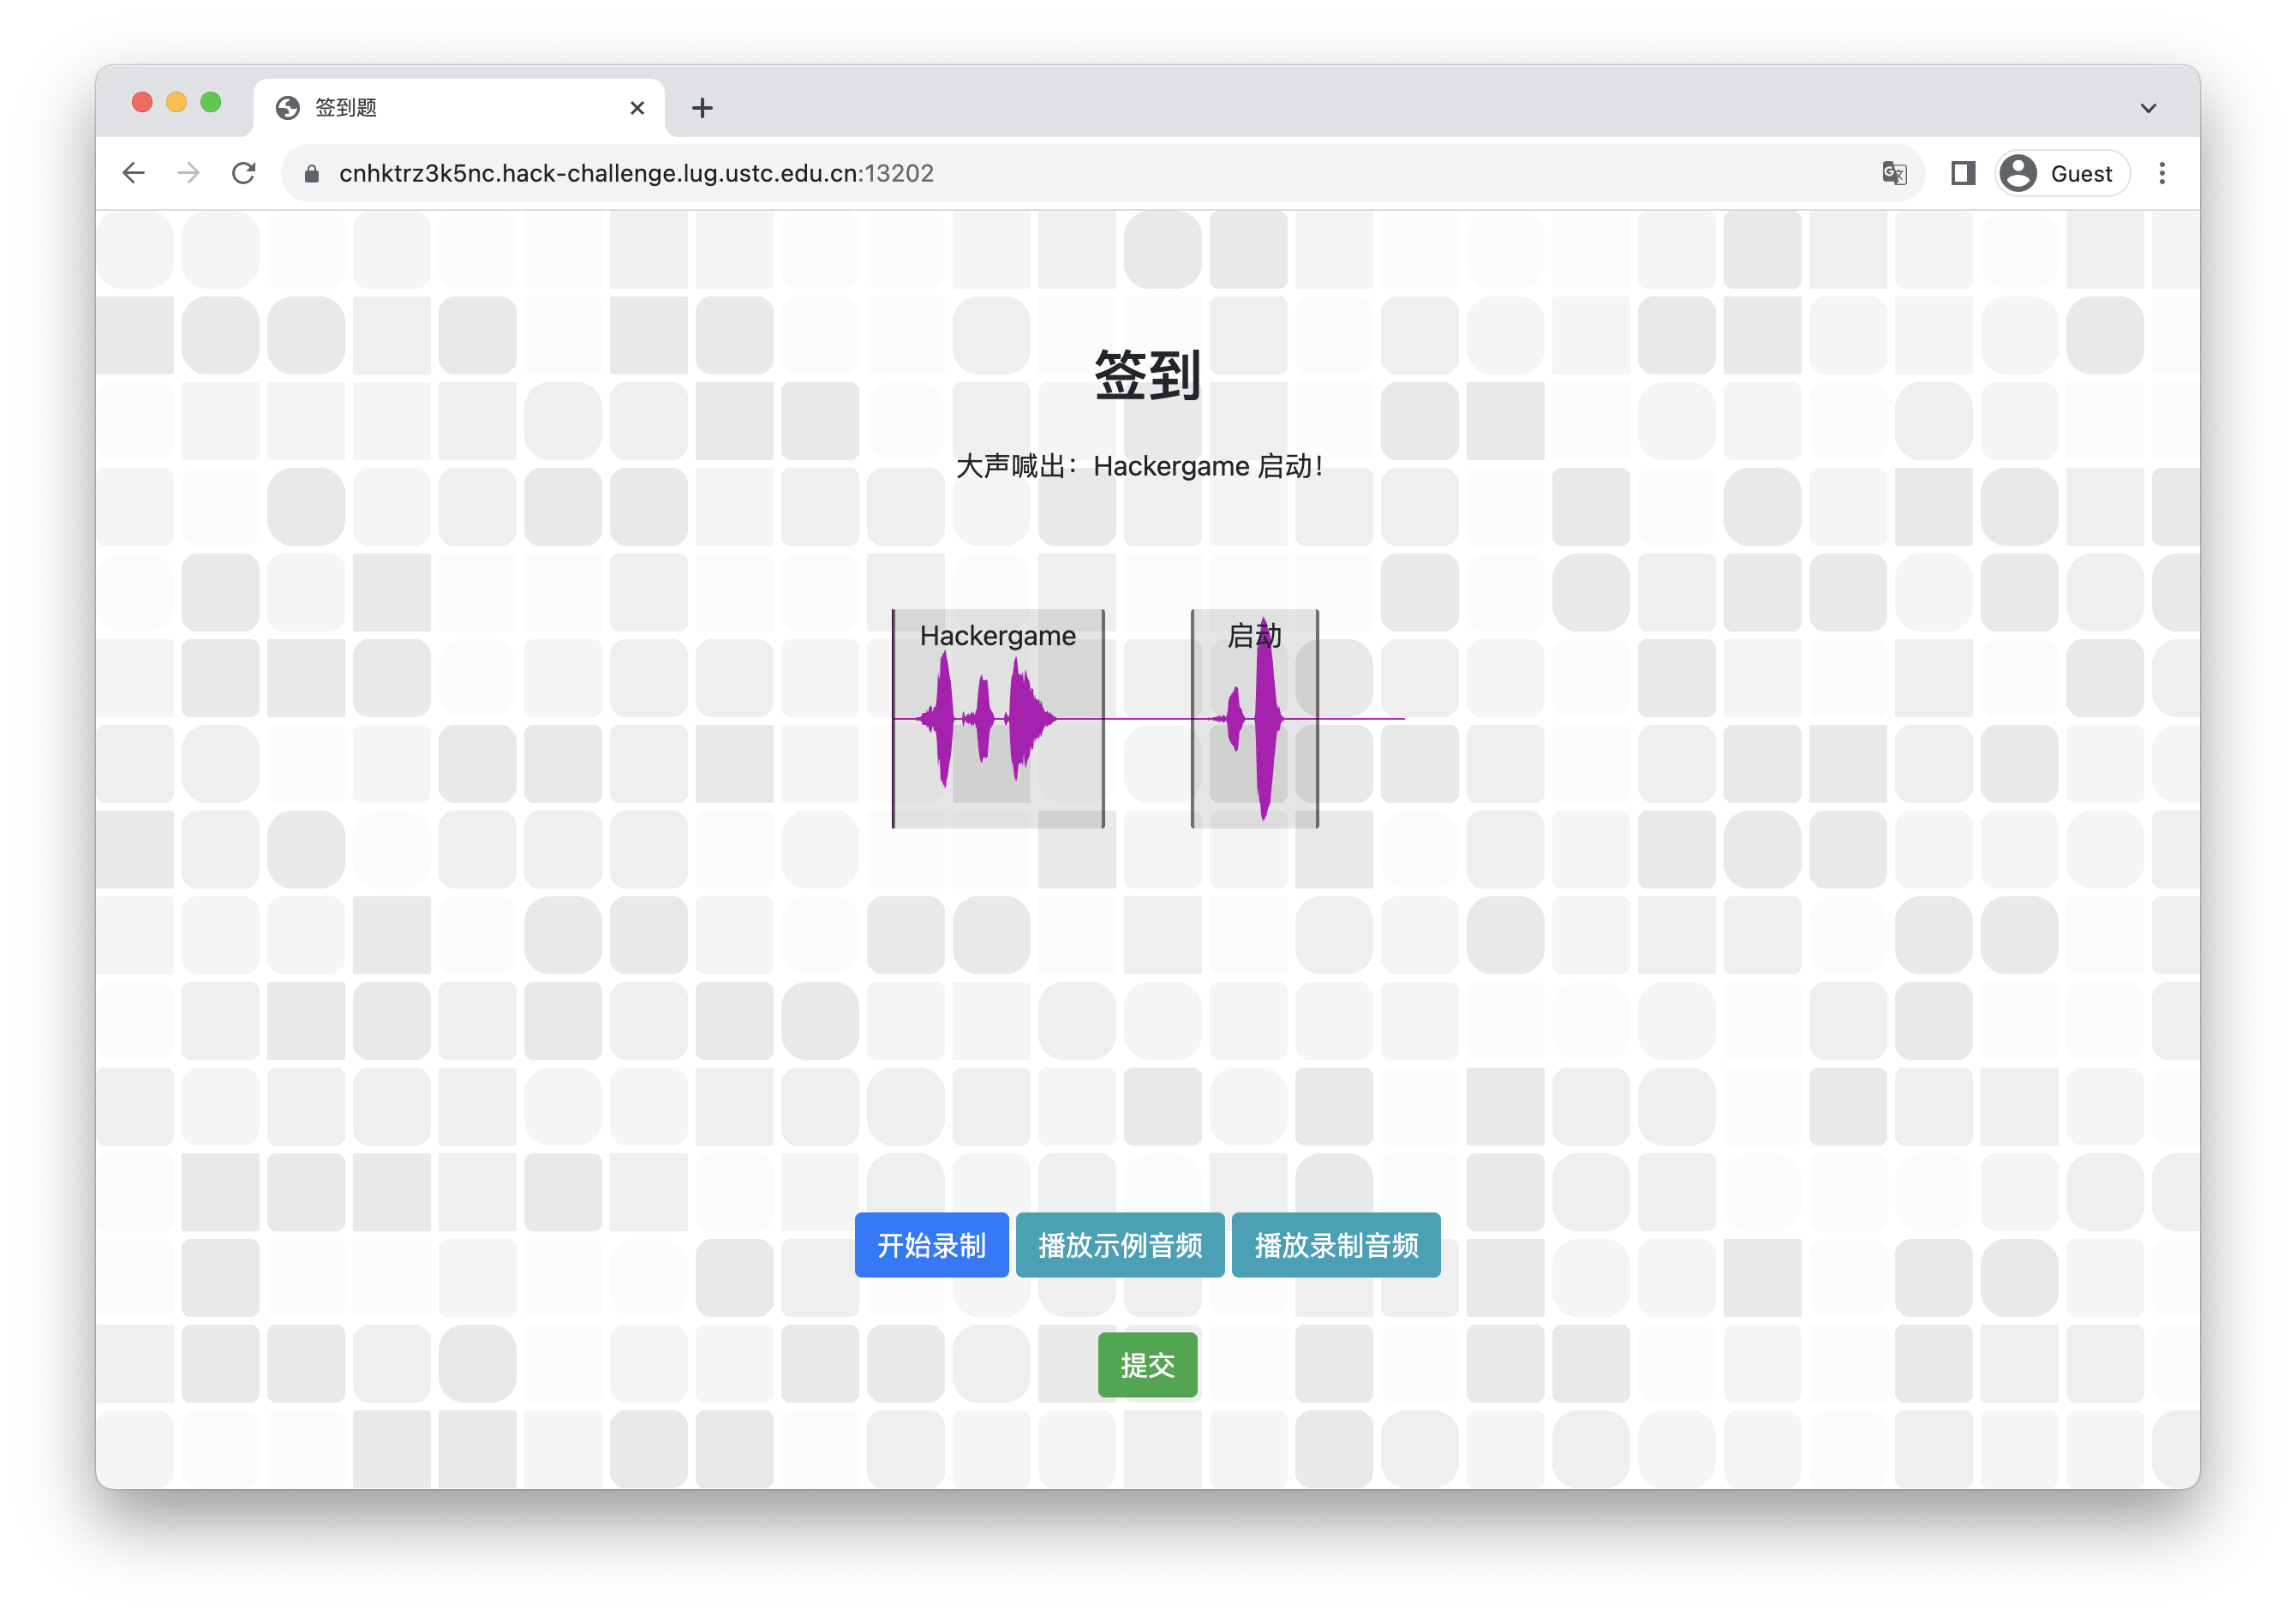 签到题
cnhktrz3k5nc.hack-challenge.lug.ustc.edu.cn:13202
Guest
签到
大声喊出：Hackergame 启动！
Hackergame
启动
开始录制
播放示例音频
播放录制音频
提交